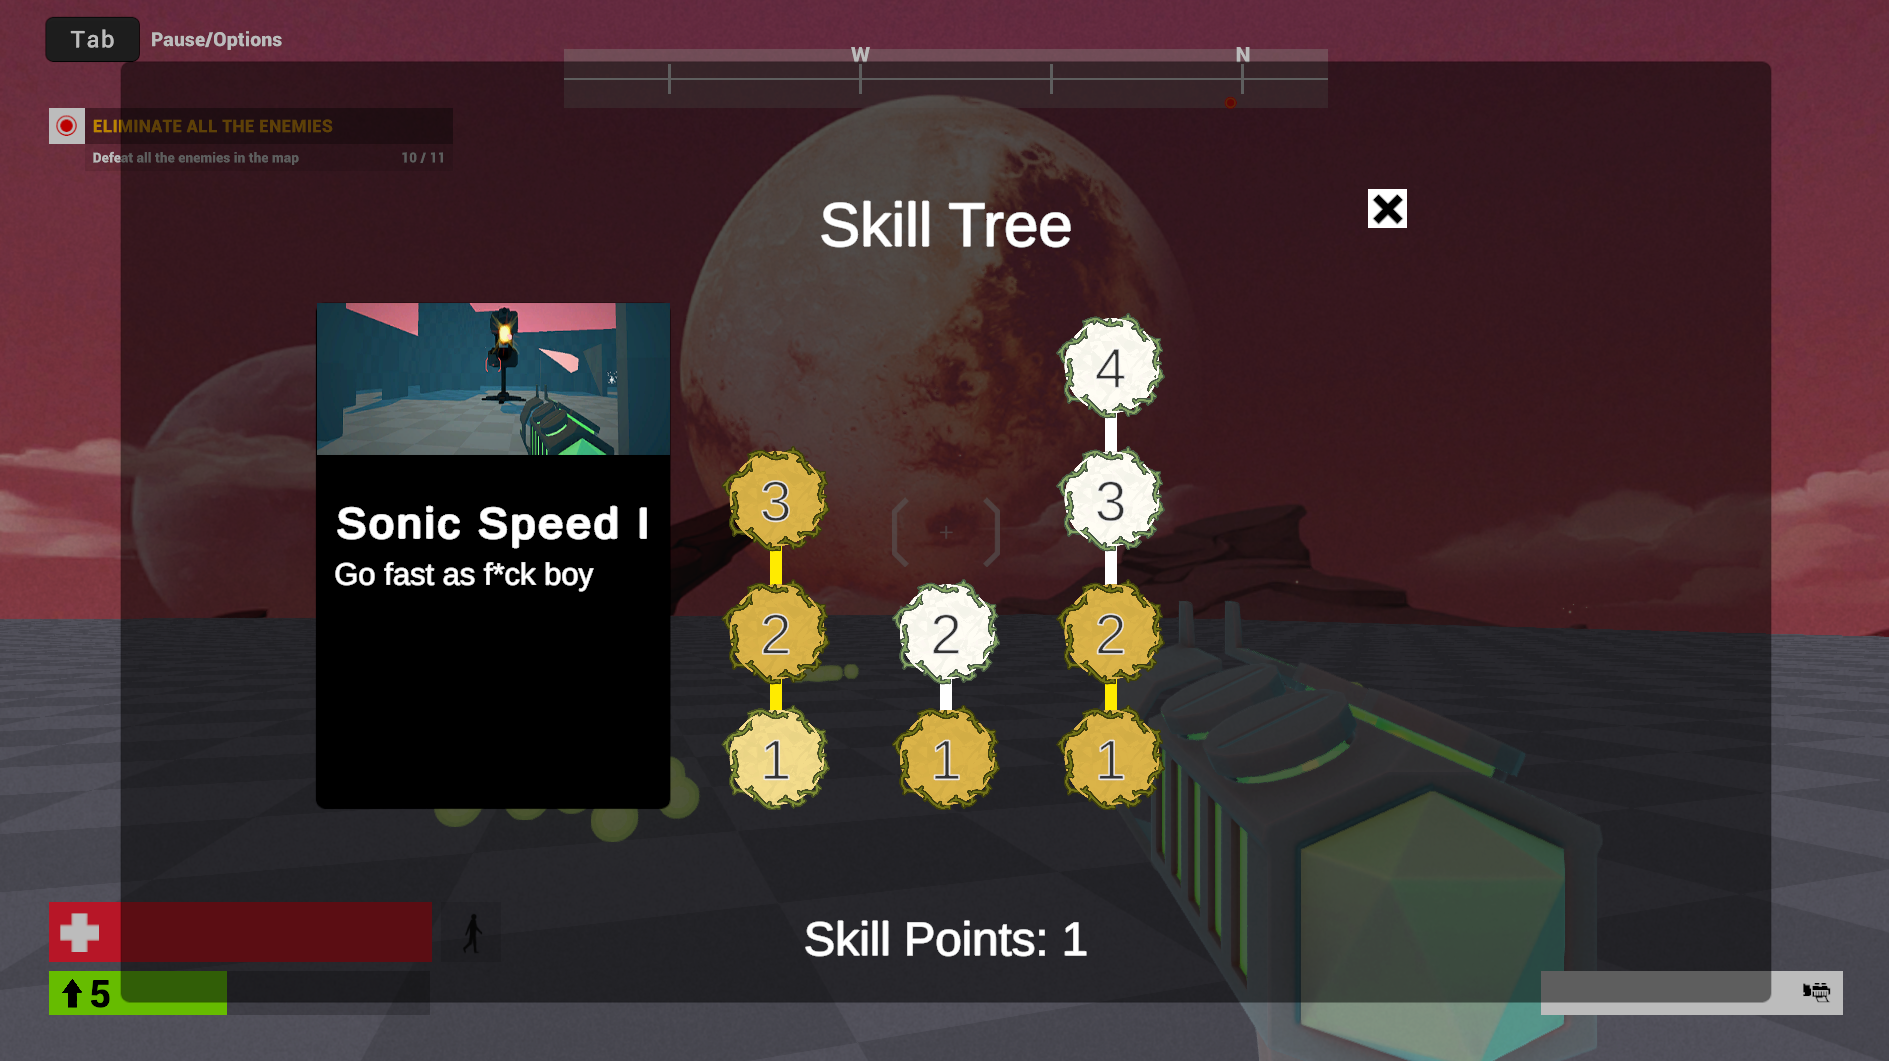 Tab Pause/Options
W N
ELIMINATE ALL THE ENEMIES
Defeat all the enemies in the map 10 / 11
Skill Tree
Sonic Speed I
Go fast as f*ck boy
4
3 3
2 2 2
1 1 1
Skill Points: 1
5